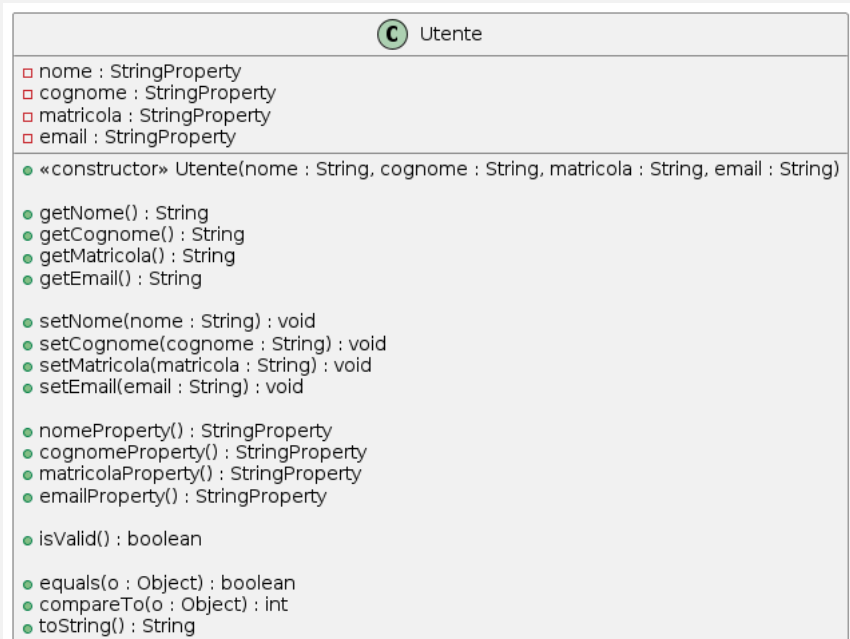 C Utente
nome : StringProperty
cognome : StringProperty
matricola : StringProperty
email : StringProperty
«constructor» Utente(nome : String, cognome : String, matricola : String, email : String)
getNome() : String
getCognome() : String
getMatricola() : String
getEmail() : String
setNome(nome : String) : void
setCognome(cognome : String) : void
setMatricola(matricola : String) : void
setEmail(email : String) : void
nomeProperty() : StringProperty
cognomeProperty() : StringProperty
matricolaProperty() : StringProperty
emailProperty() : StringProperty
isValid() : boolean
equals(o : Object) : boolean
compareTo(o : Object) : int
toString() : String